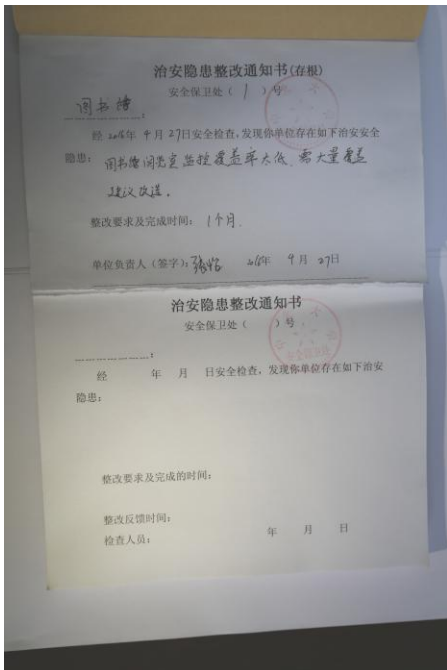 治安隐患整改通知书(存根)
安全保卫处（ 1 ）号
图书馆：
经 2016年 9月 27日安全检查，发现你单位存在如下治安安全
隐患：图书馆阅览室监控覆盖率太低、需大量覆盖
建议改进。
整改要求及完成时间：1个月.
单位负责人（签字）： 2016年 9月 27日
治安隐患整改通知书
安全保卫处（ ）号
：
经 年 月 日安全检查，发现你单位存在如下治安
隐患：
整改要求及完成的时间：
整改反馈时间：
检查人员： 年 月 日